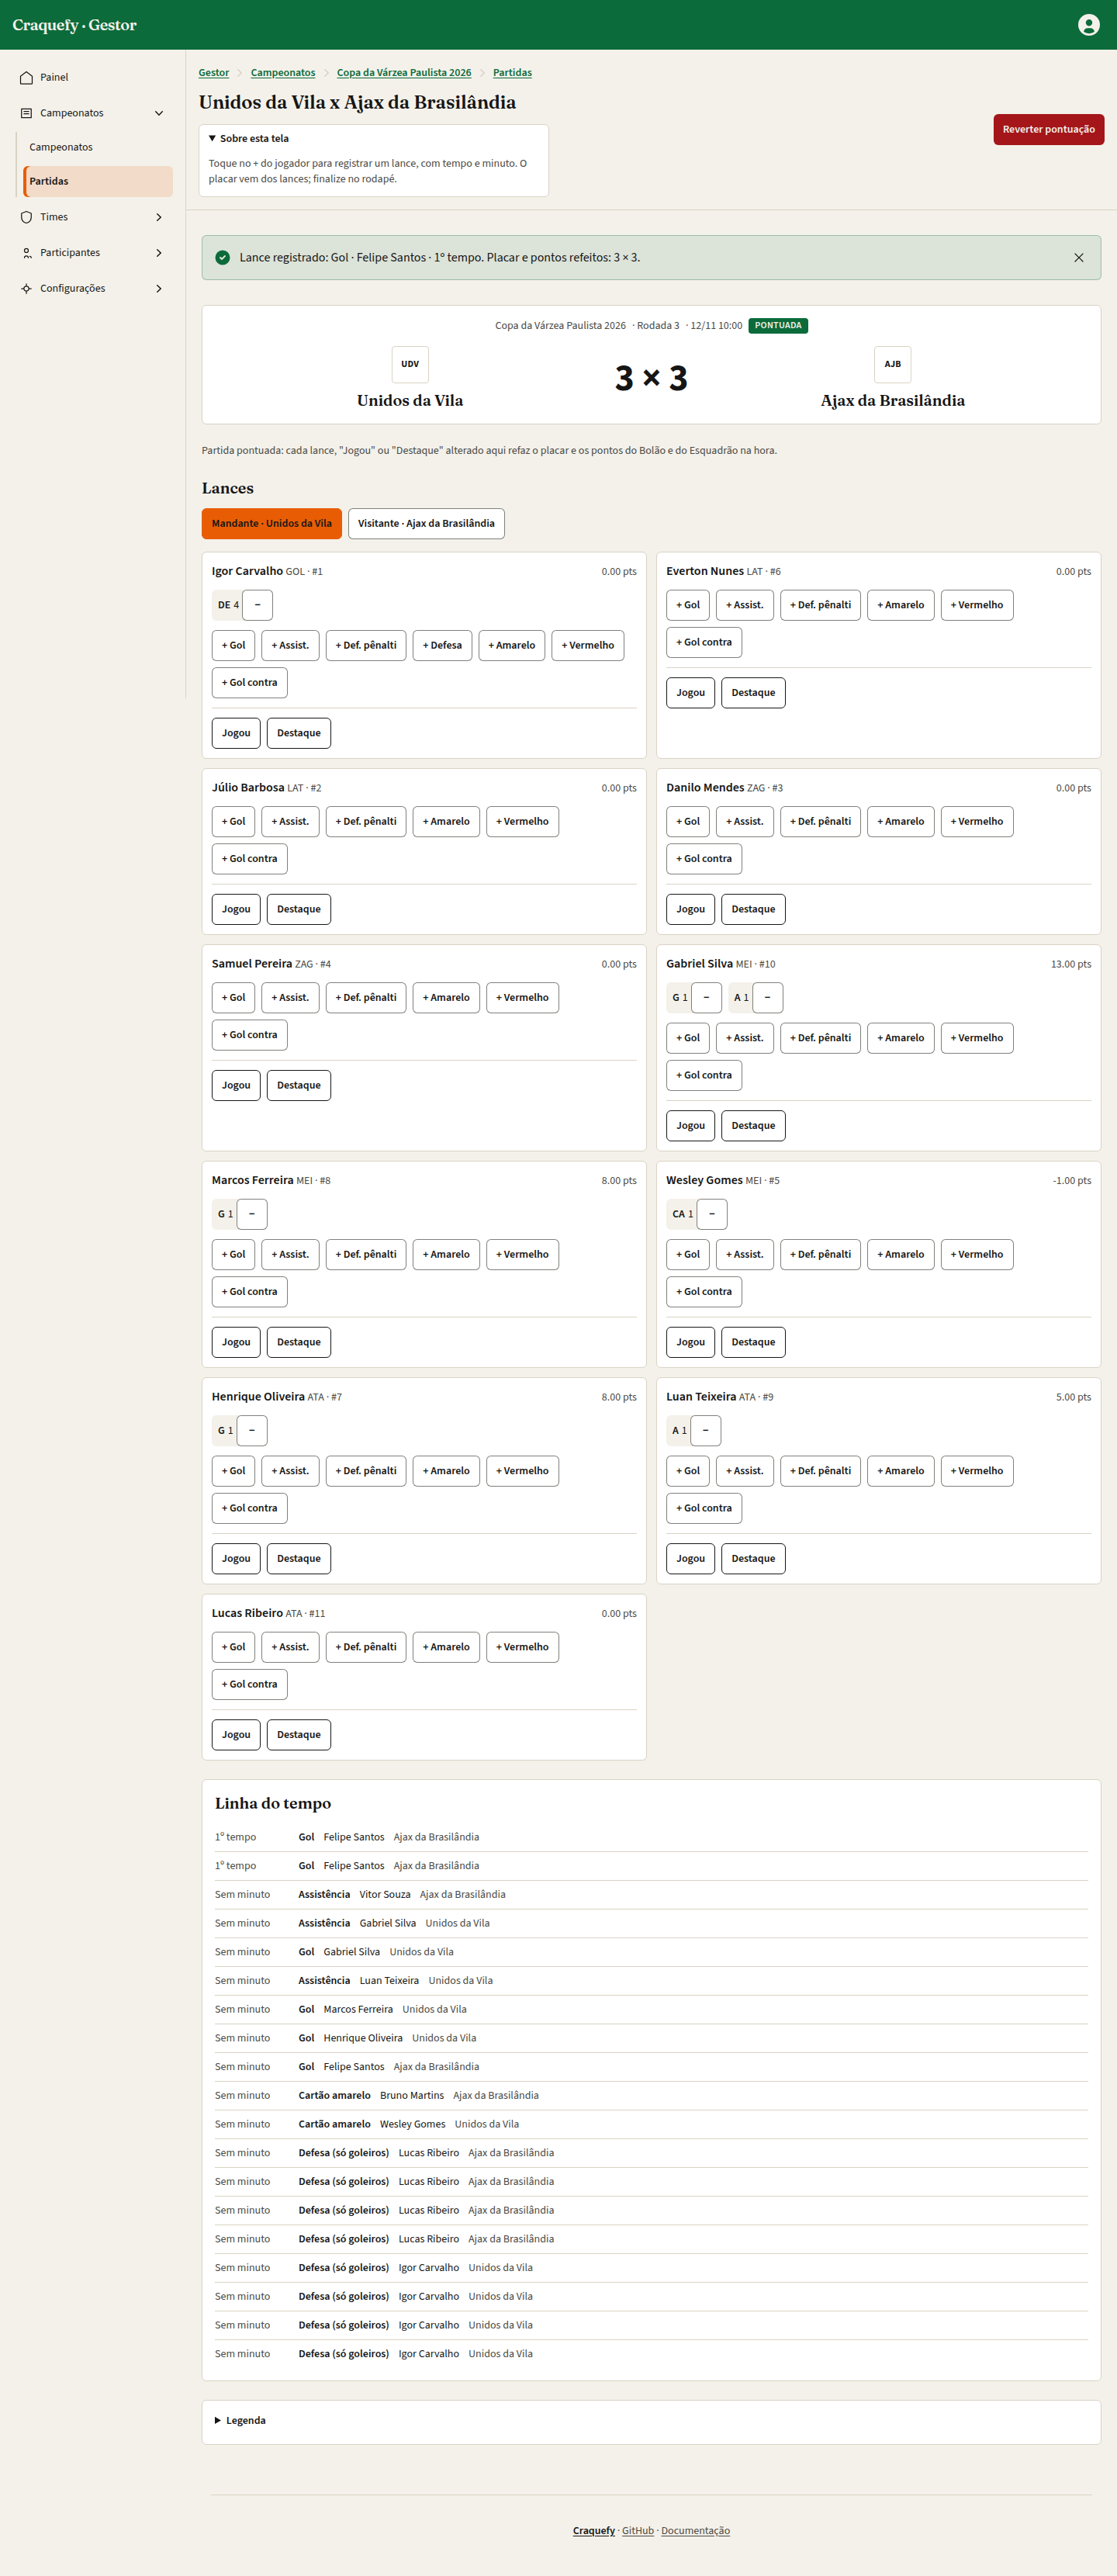 Craquefy · Gestor
Painel
Campeonatos
Campeonatos
Partidas
Times
Participantes
Configurações
Gestor > Campeonatos > Copa da Várzea Paulista 2026 > Partidas
Unidos da Vila x Ajax da Brasilândia
▼ Sobre esta tela
Toque no + do jogador para registrar um lance, com tempo e minuto. O
placar vem dos lances; finalize no rodapé.
Reverter pontuação
Lance registrado: Gol · Felipe Santos · 1º tempo. Placar e pontos refeitos: 3 × 3.
Copa da Várzea Paulista 2026 · Rodada 3 · 12/11 10:00 PONTUADA
UDV
Unidos da Vila
3 × 3
AJB
Ajax da Brasilândia
Partida pontuada: cada lance, "Jogou" ou "Destaque" alterado aqui refaz o placar e os pontos do Bolão e do Esquadrão na hora.
Lances
Mandante · Unidos da Vila
Visitante · Ajax da Brasilândia
Igor Carvalho GOL · #1 0.00 pts
DE 4 −
+ Gol + Assist. + Def. pênalti + Defesa + Amarelo + Vermelho
+ Gol contra
Jogou Destaque
Everton Nunes LAT · #6 0.00 pts
+ Gol + Assist. + Def. pênalti + Amarelo + Vermelho
+ Gol contra
Jogou Destaque
Júlio Barbosa LAT · #2 0.00 pts
+ Gol + Assist. + Def. pênalti + Amarelo + Vermelho
+ Gol contra
Jogou Destaque
Danilo Mendes ZAG · #3 0.00 pts
+ Gol + Assist. + Def. pênalti + Amarelo + Vermelho
+ Gol contra
Jogou Destaque
Samuel Pereira ZAG · #4 0.00 pts
+ Gol + Assist. + Def. pênalti + Amarelo + Vermelho
+ Gol contra
Jogou Destaque
Gabriel Silva MEI · #10 13.00 pts
G 1 − A 1 −
+ Gol + Assist. + Def. pênalti + Amarelo + Vermelho
+ Gol contra
Jogou Destaque
Marcos Ferreira MEI · #8 8.00 pts
G 1 −
+ Gol + Assist. + Def. pênalti + Amarelo + Vermelho
+ Gol contra
Jogou Destaque
Wesley Gomes MEI · #5 -1.00 pts
CA 1 −
+ Gol + Assist. + Def. pênalti + Amarelo + Vermelho
+ Gol contra
Jogou Destaque
Henrique Oliveira ATA · #7 8.00 pts
G 1 −
+ Gol + Assist. + Def. pênalti + Amarelo + Vermelho
+ Gol contra
Jogou Destaque
Luan Teixeira ATA · #9 5.00 pts
A 1 −
+ Gol + Assist. + Def. pênalti + Amarelo + Vermelho
+ Gol contra
Jogou Destaque
Lucas Ribeiro ATA · #11 0.00 pts
+ Gol + Assist. + Def. pênalti + Amarelo + Vermelho
+ Gol contra
Jogou Destaque
Linha do tempo
1º tempo Gol Felipe Santos Ajax da Brasilândia
1º tempo Gol Felipe Santos Ajax da Brasilândia
Sem minuto Assistência Vitor Souza Ajax da Brasilândia
Sem minuto Assistência Gabriel Silva Unidos da Vila
Sem minuto Gol Gabriel Silva Unidos da Vila
Sem minuto Assistência Luan Teixeira Unidos da Vila
Sem minuto Gol Marcos Ferreira Unidos da Vila
Sem minuto Gol Henrique Oliveira Unidos da Vila
Sem minuto Gol Felipe Santos Ajax da Brasilândia
Sem minuto Cartão amarelo Bruno Martins Ajax da Brasilândia
Sem minuto Cartão amarelo Wesley Gomes Unidos da Vila
Sem minuto Defesa (só goleiros) Lucas Ribeiro Ajax da Brasilândia
Sem minuto Defesa (só goleiros) Lucas Ribeiro Ajax da Brasilândia
Sem minuto Defesa (só goleiros) Lucas Ribeiro Ajax da Brasilândia
Sem minuto Defesa (só goleiros) Lucas Ribeiro Ajax da Brasilândia
Sem minuto Defesa (só goleiros) Igor Carvalho Unidos da Vila
Sem minuto Defesa (só goleiros) Igor Carvalho Unidos da Vila
Sem minuto Defesa (só goleiros) Igor Carvalho Unidos da Vila
Sem minuto Defesa (só goleiros) Igor Carvalho Unidos da Vila
▶ Legenda
Craquefy · GitHub · Documentação